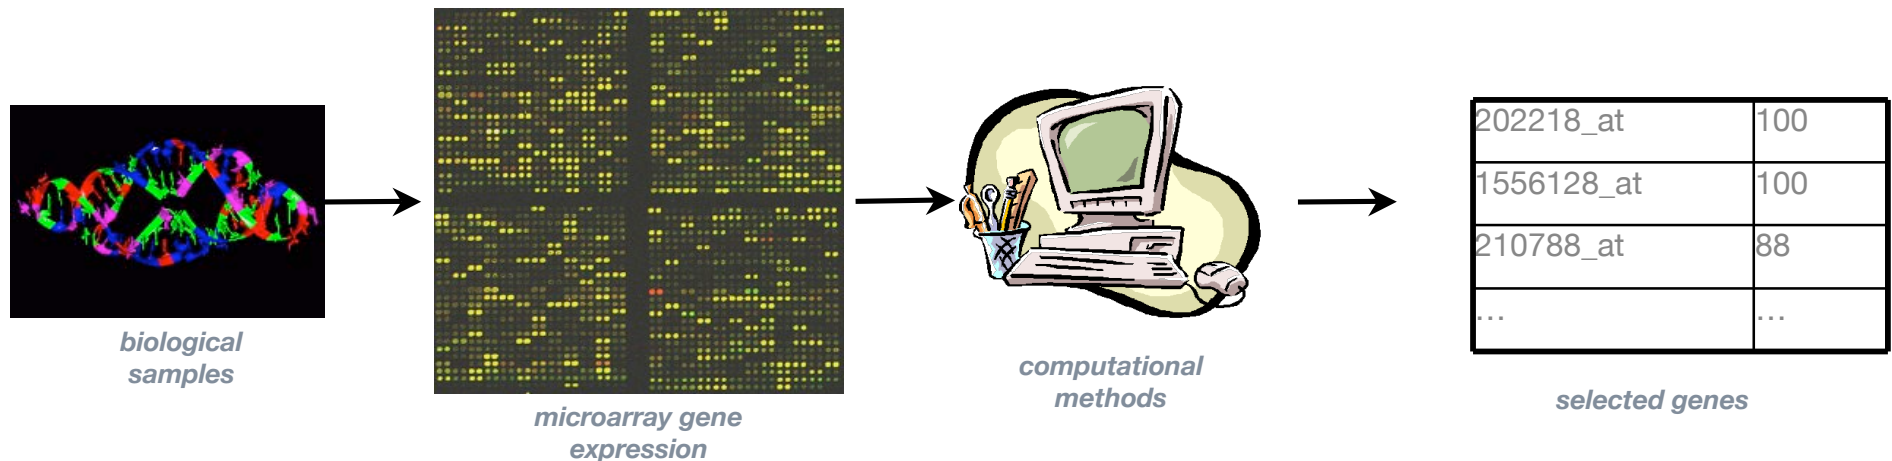 biological
samples
microarray gene
expression
computational
methods
202218_at 100
1556128_at 100
210788_at 88
... ...
selected genes